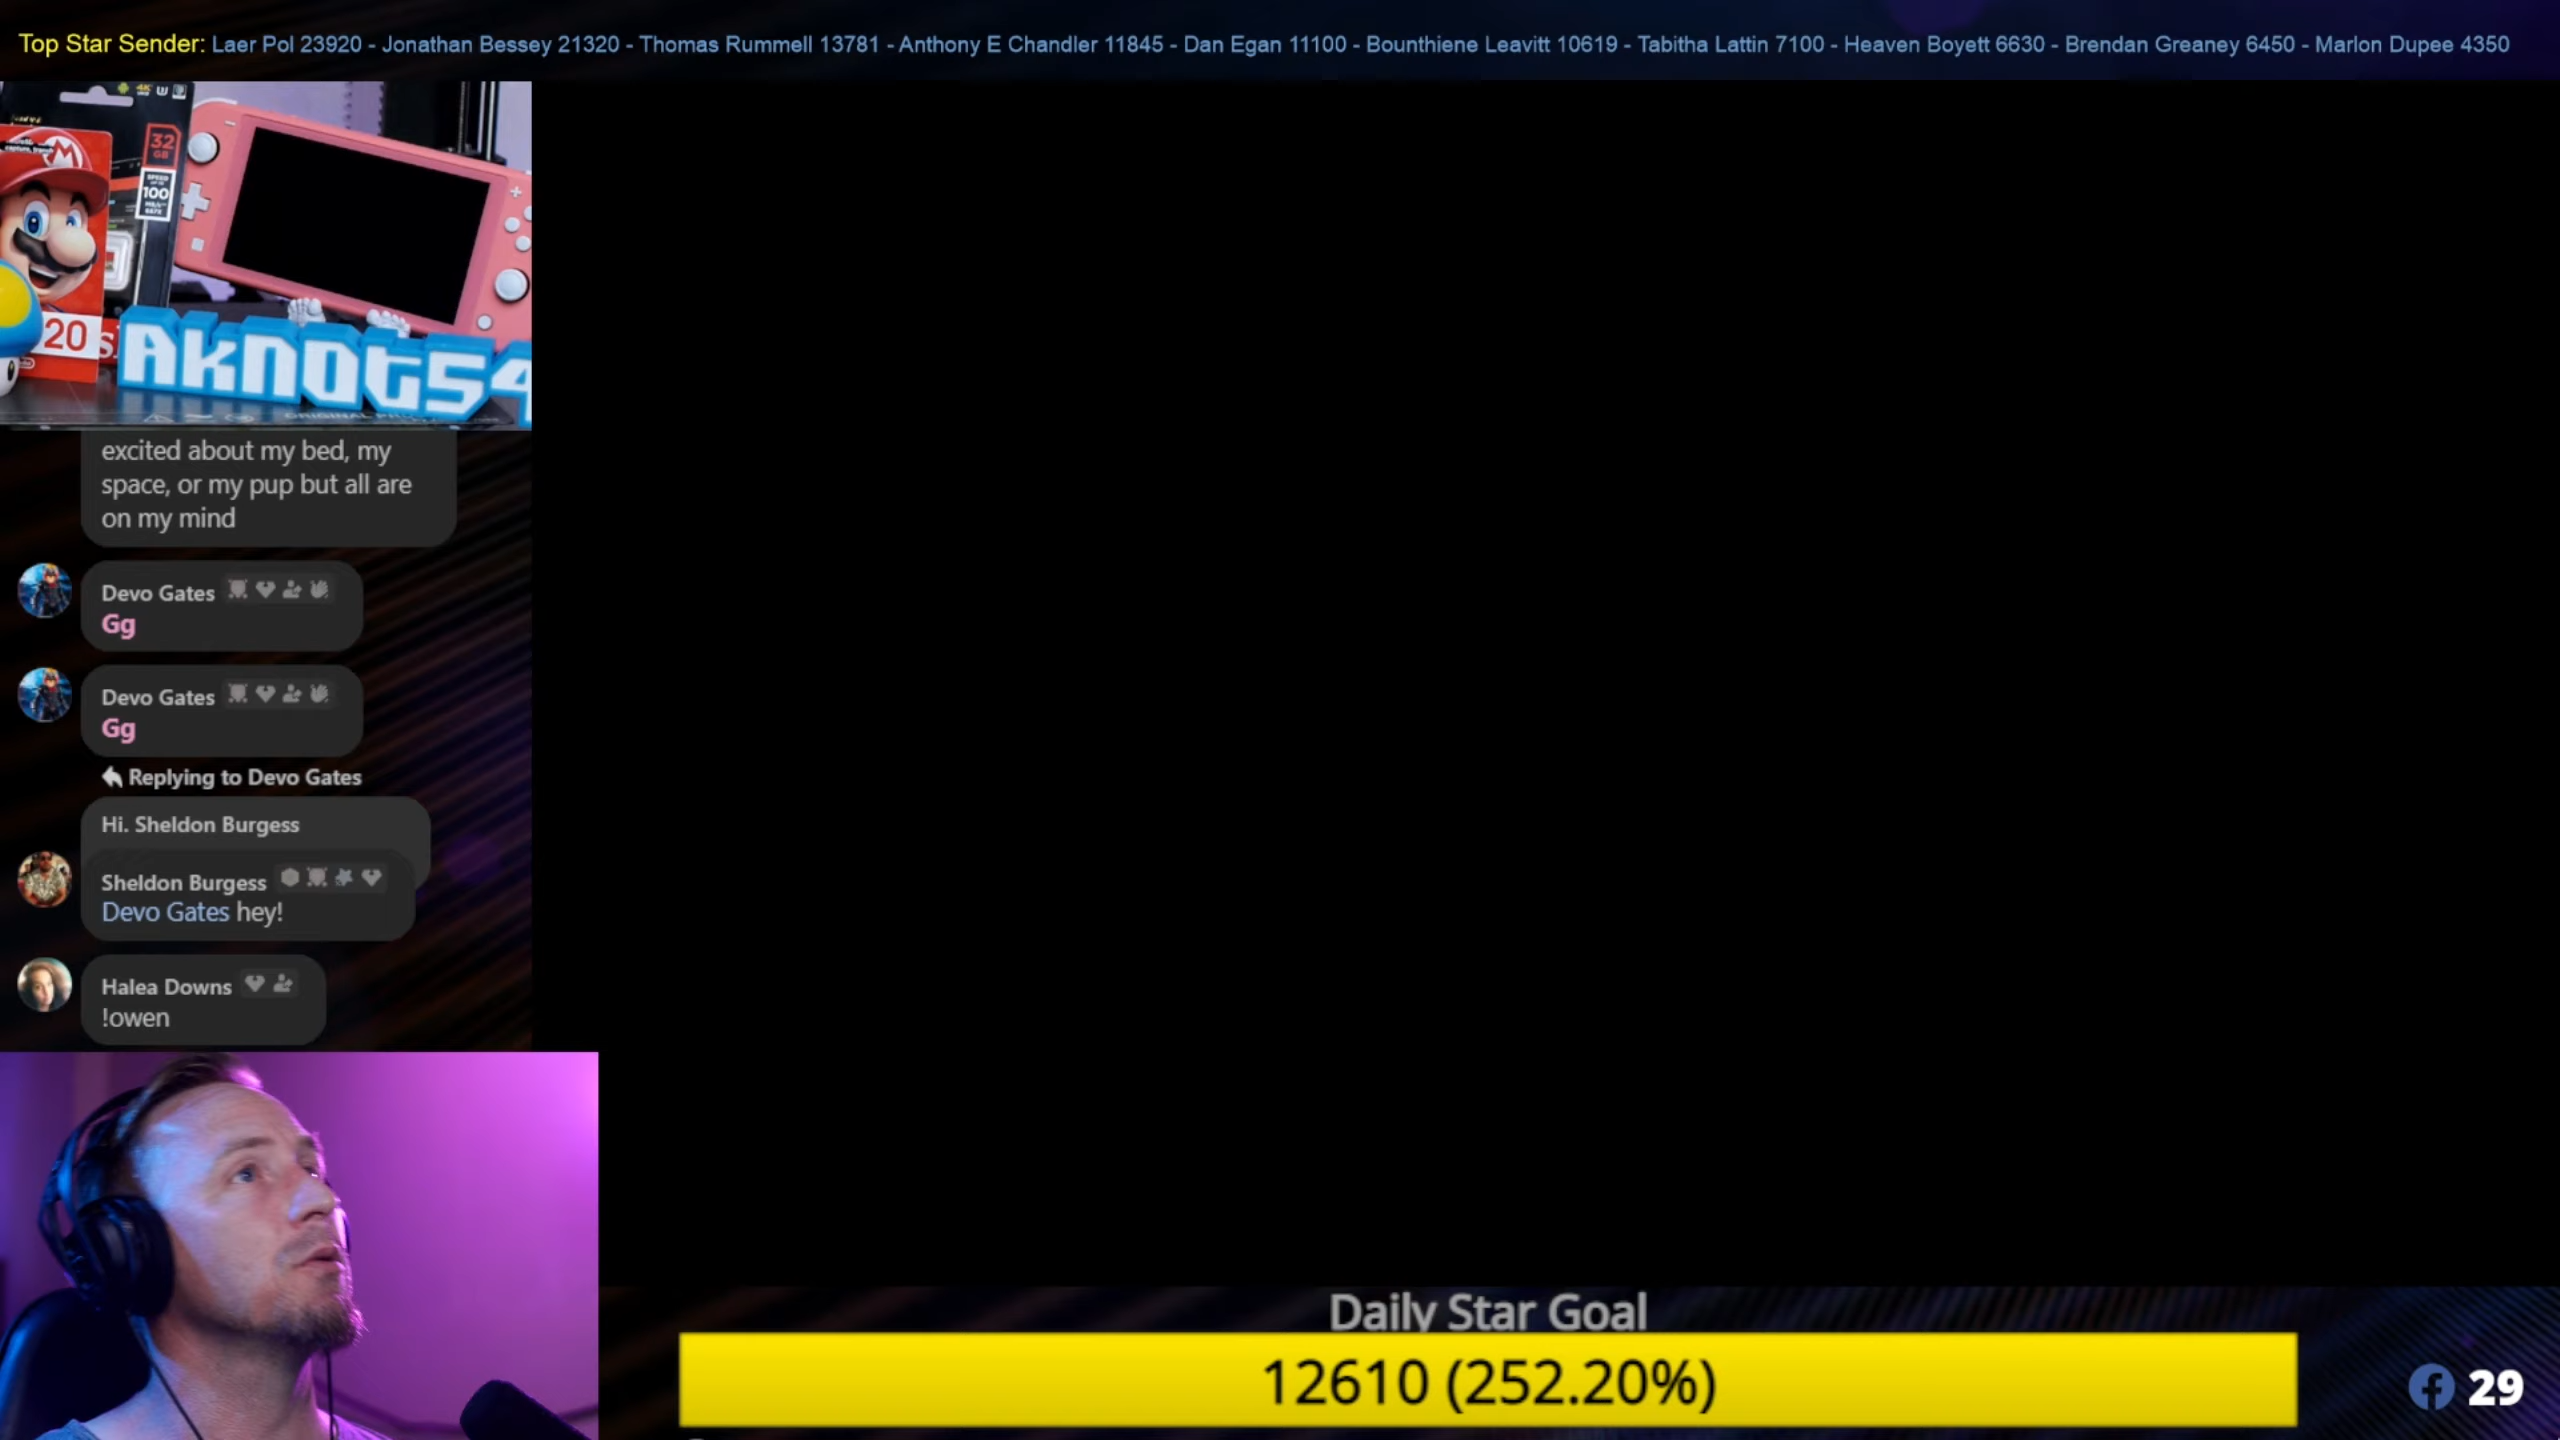 Top Star Sender: Laer Pol 23920 - Jonathan Bessey 21320 - Thomas Rummell 13781 - Anthony E Chandler 11845 - Dan Egan 11100 - Bounthiene Leavitt 10619 - Tabitha Lattin 7100 - Heaven Boyett 6630 - Brendan Greaney 6450 - Marlon Dupee 4350
4K
32
GB
100
20
AKNOT54
excited about my bed, my
space, or my pup but all are
on my mind
Devo Gates
Gg
Devo Gates
Gg
Replying to Devo Gates
Hi. Sheldon Burgess
Sheldon Burgess
Devo Gates hey!
Halea Downs
!owen
Daily Star Goal
12610 (252.20%)
29